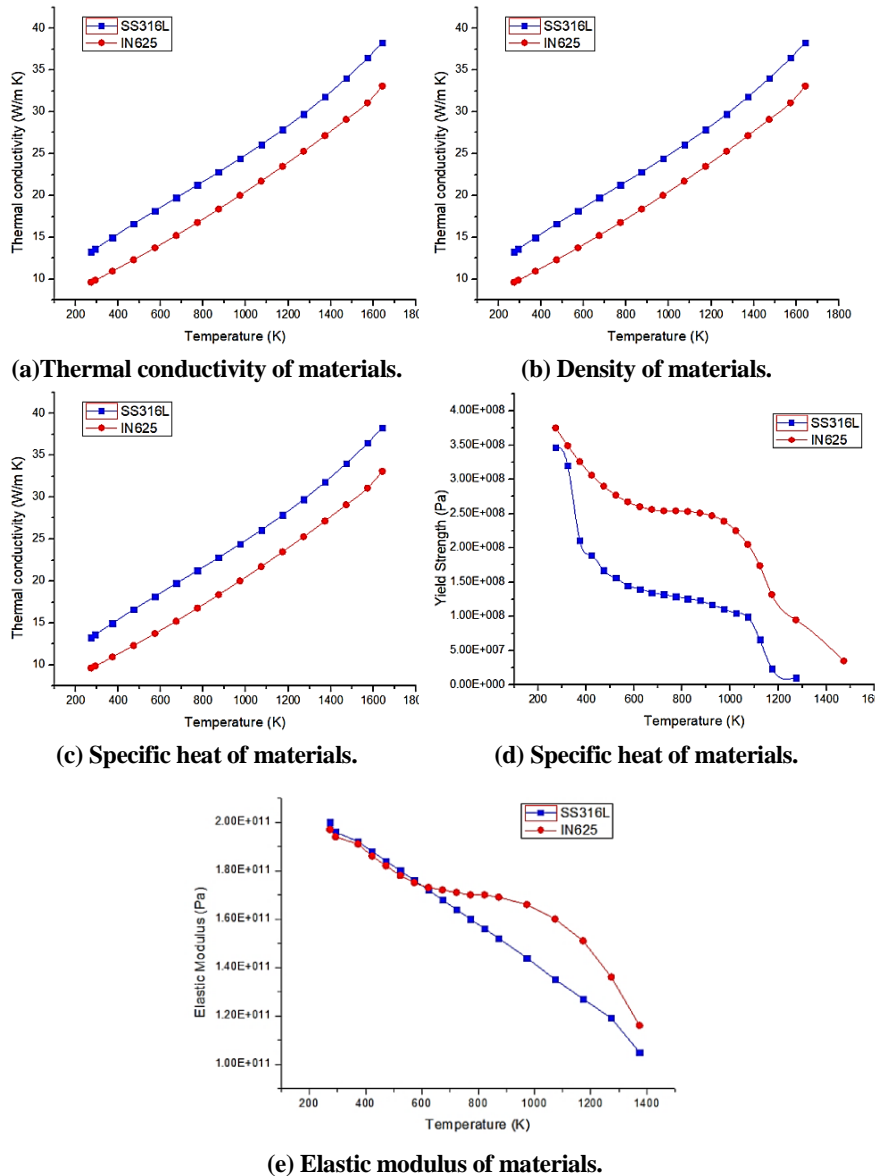 SS316L
IN625
Thermal conductivity (W/m K)
40
35
30
25
20
15
10
200 400 600 800 1000 1200 1400 1600 180
Temperature (K)
(a)Thermal conductivity of materials.
SS316L
IN625
Thermal conductivity (W/m K)
40
35
30
25
20
15
10
200 400 600 800 1000 1200 1400 1600 1800
Temperature (K)
(b) Density of materials.
SS316L
IN625
Thermal conductivity (W/m K)
40
35
30
25
20
15
10
200 400 600 800 1000 1200 1400 1600 180
Temperature (K)
(c) Specific heat of materials.
SS316L
IN625
Yield Strength (Pa)
4.00E+008
3.50E+008
3.00E+008
2.50E+008
2.00E+008
1.50E+008
1.00E+008
5.00E+007
0.00E+000
200 400 600 800 1000 1200 1400 16
Temperature (K)
(d) Specific heat of materials.
SS316L
IN625
Elastic Modulus (Pa)
2.00E+011
1.80E+011
1.60E+011
1.40E+011
1.20E+011
1.00E+011
200 400 600 800 1000 1200 1400
Temperature (K)
(e) Elastic modulus of materials.